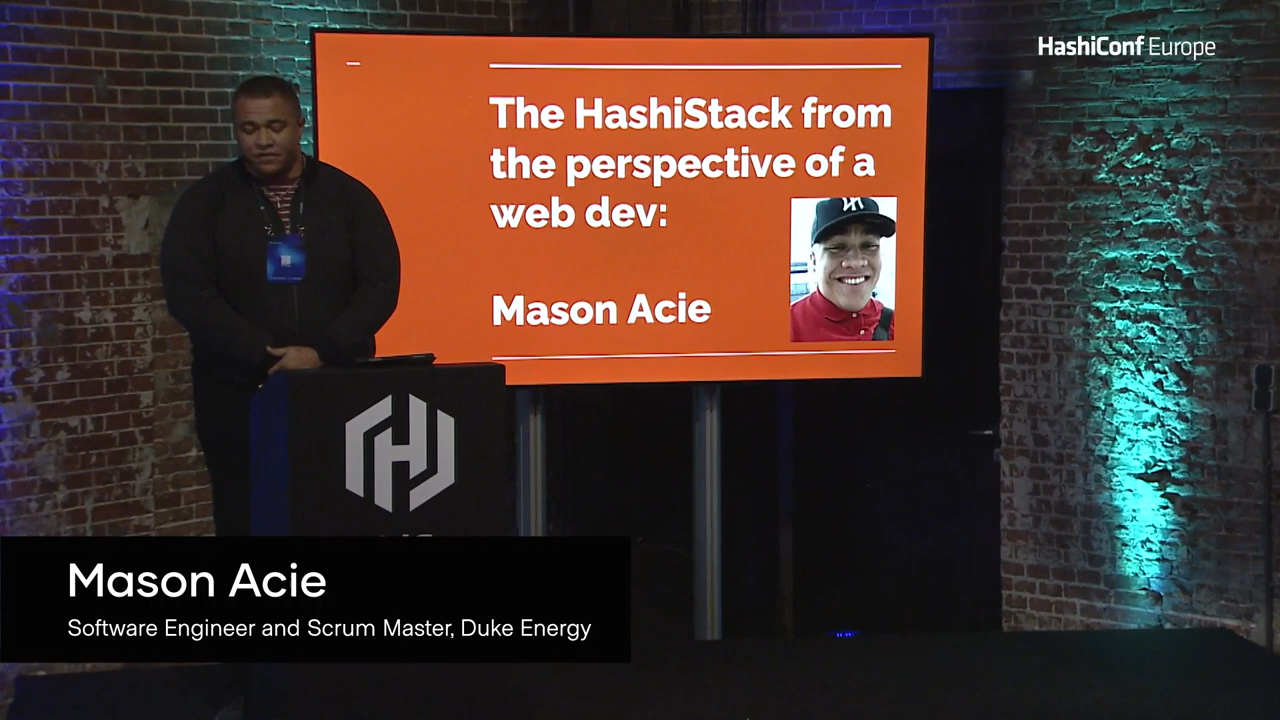 HashiConf Europe
The HashiStack from
the perspective of a
web dev:
Mason Acie
Mason Acie
Software Engineer and Scrum Master, Duke Energy